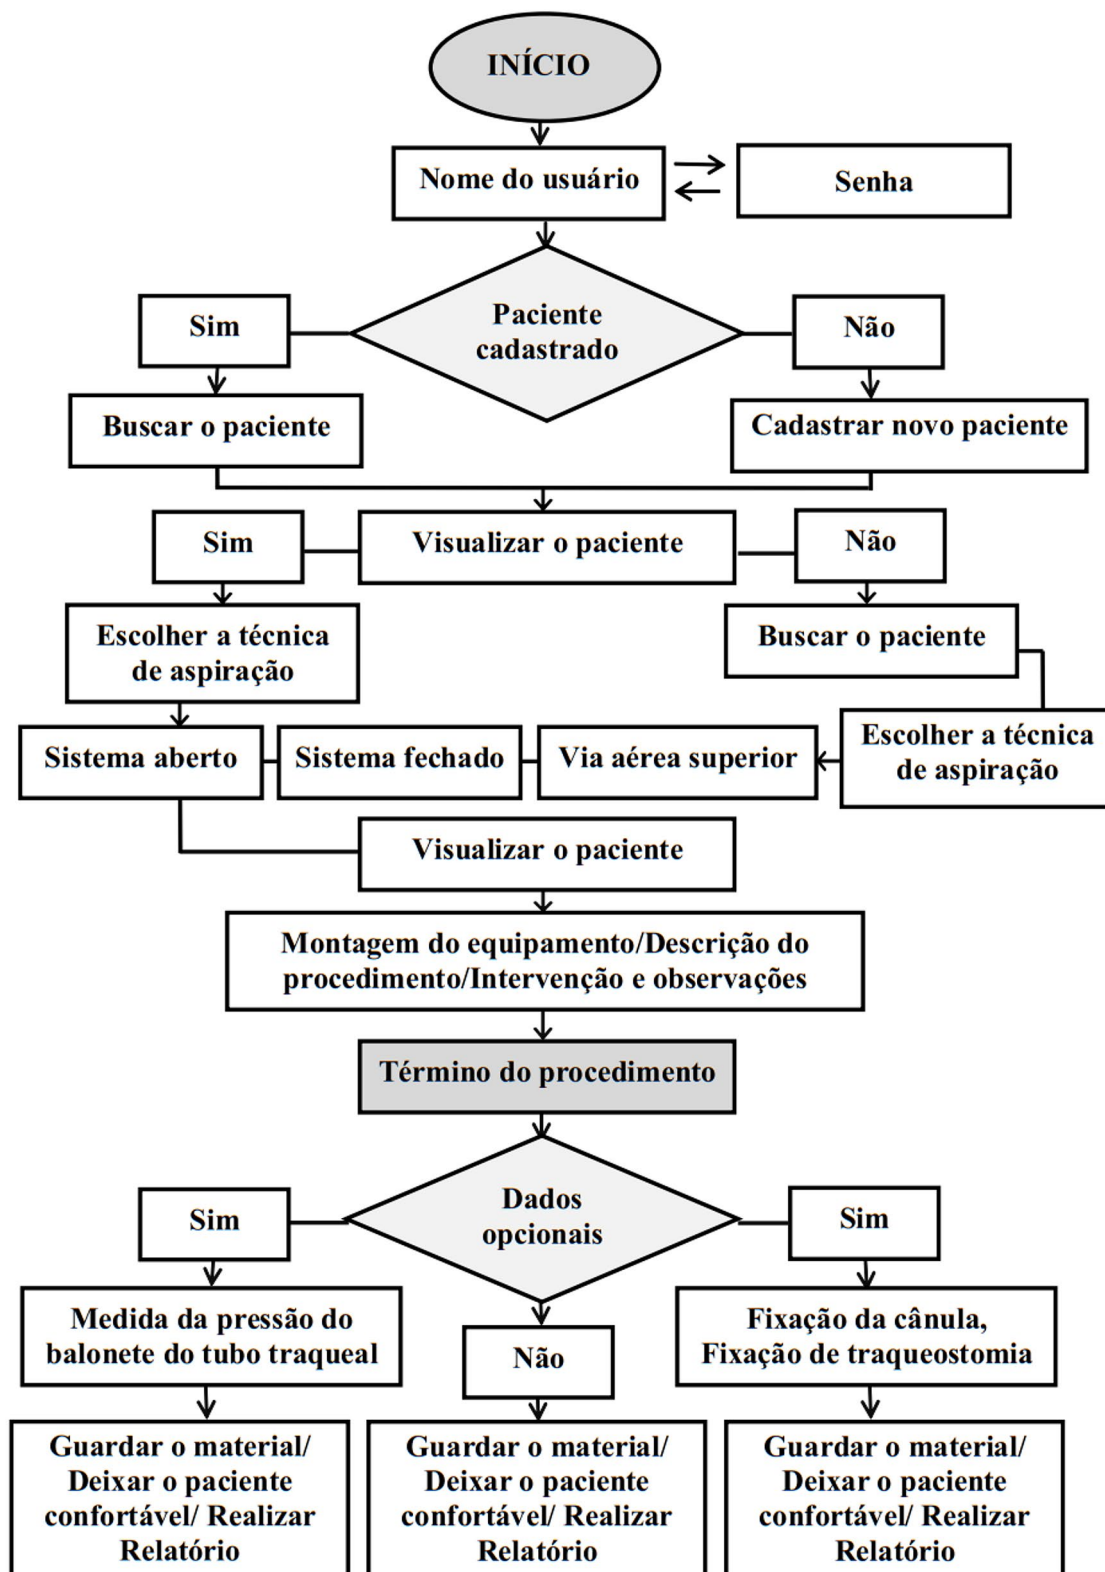 INÍCIO
Nome do usuário
Senha
Paciente
cadastrado
Sim
Não
Buscar o paciente
Cadastrar novo paciente
Sim
Visualizar o paciente
Não
Escolher a técnica
de aspiração
Buscar o paciente
Escolher a técnica
de aspiração
Sistema aberto
Sistema fechado
Via aérea superior
Visualizar o paciente
Montagem do equipamento/Descrição do
procedimento/Intervenção e observações
Término do procedimento
Dados
opcionais
Sim
Sim
Medida da pressão do
balonete do tubo traqueal
Não
Fixação da cânula,
Fixação de traqueostomia
Guardar o material/
Deixar o paciente
confortável/ Realizar
Relatório
Guardar o material/
Deixar o paciente
confortável/ Realizar
Relatório
Guardar o material/
Deixar o paciente
confortável/ Realizar
Relatório